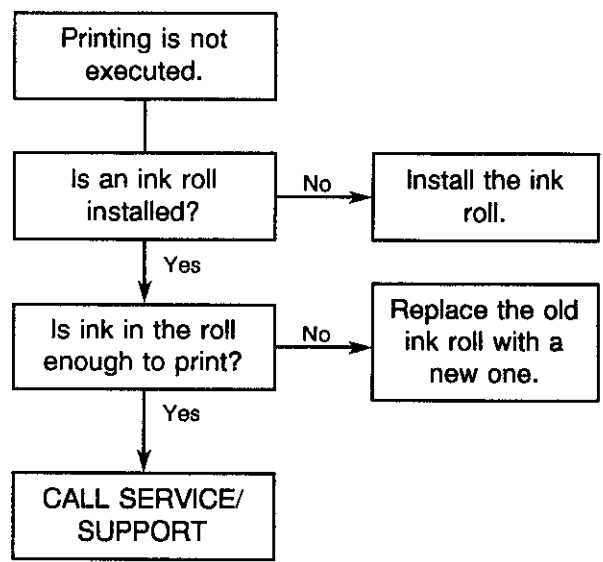 Printing is not
executed.
Is an ink roll
installed?
No
Install the ink
roll.
Yes
Is ink in the roll
enough to print?
No
Replace the old
ink roll with a
new one.
Yes
CALL SERVICE/
SUPPORT